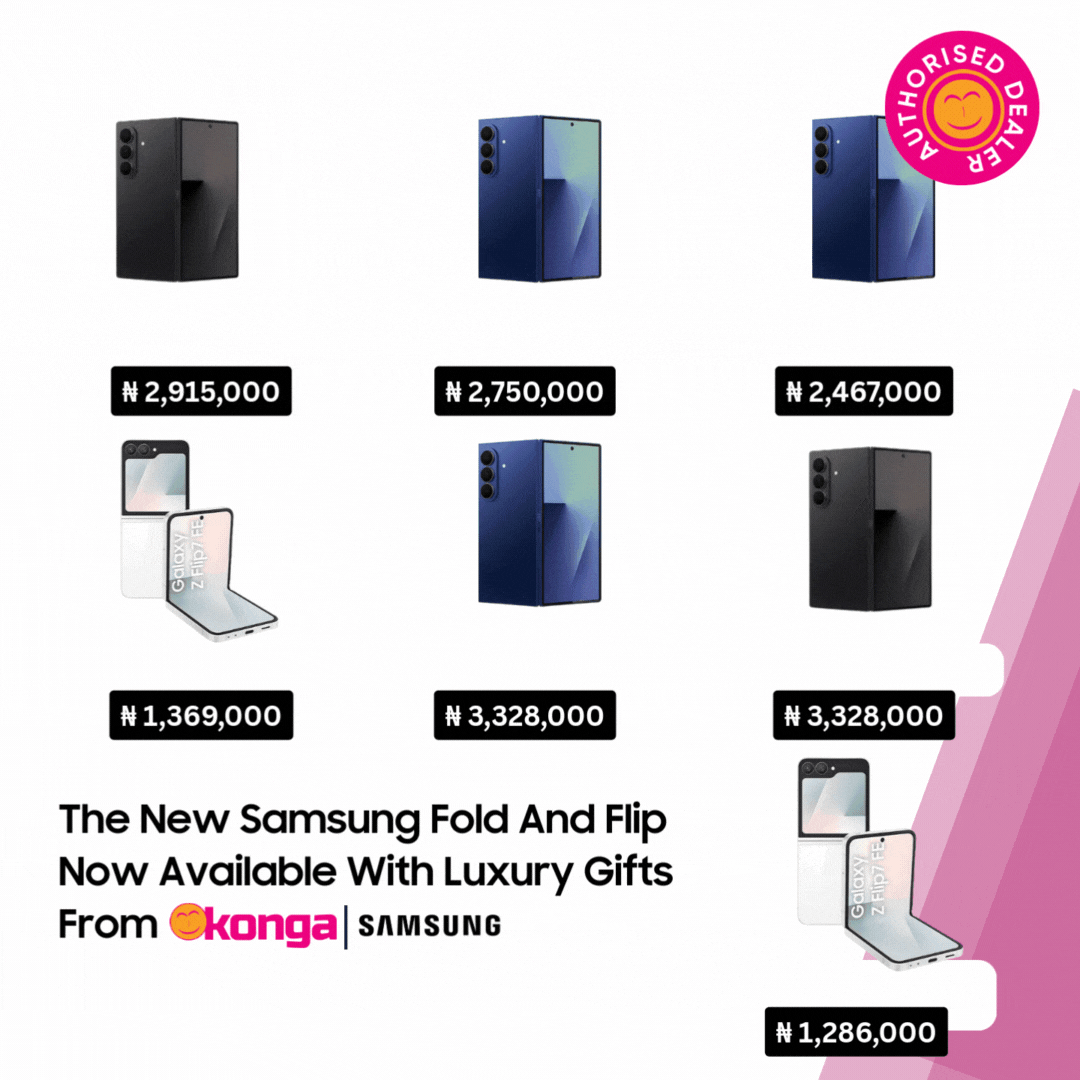 AUTHORISED DEALER
₦ 2,915,000
₦ 2,750,000
₦ 2,467,000
Galaxy
Z Flip7 FE
₦ 1,369,000
₦ 3,328,000
₦ 3,328,000
The New Samsung Fold And Flip
Now Available With Luxury Gifts
From konga | SAMSUNG
Galaxy
Z Flip7 FE
₦ 1,286,000